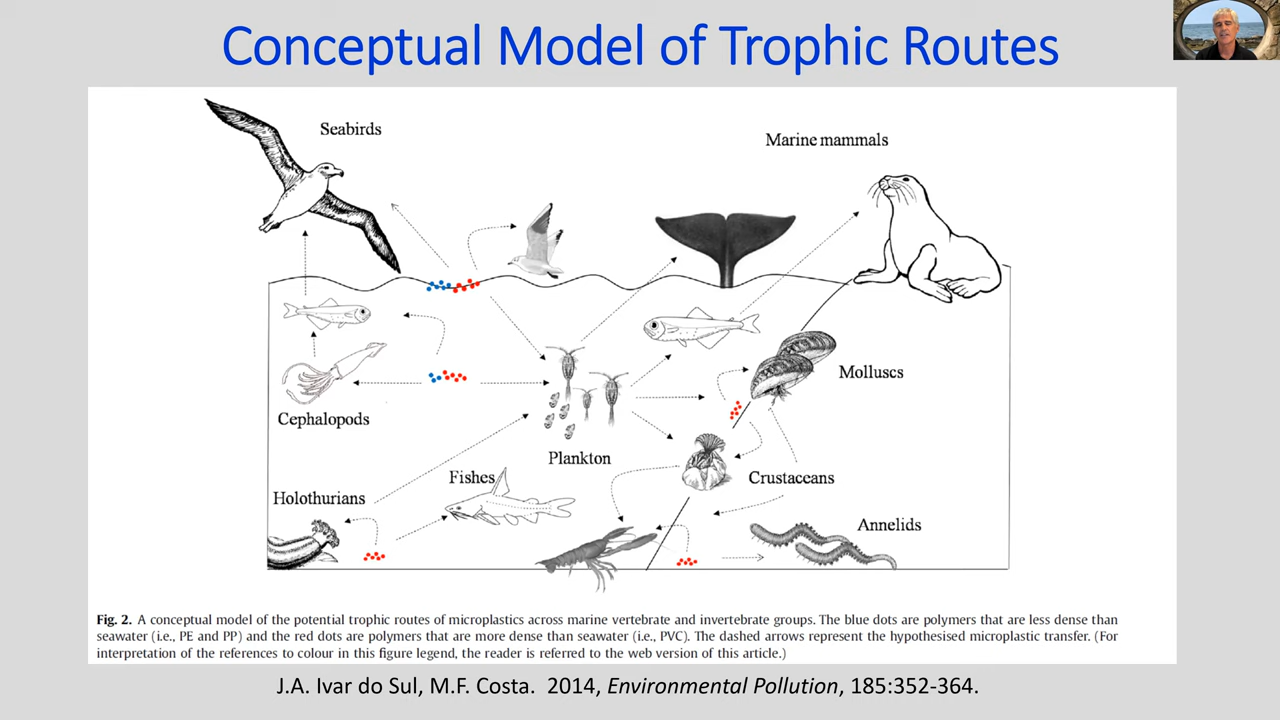 Conceptual Model of Trophic Routes
Seabirds
Marine mammals
Molluscs
Cephalopods
Plankton
Fishes
Crustaceans
Holothurians
Annelids
Fig. 2. A conceptual model of the potential trophic routes of microplastics across marine vertebrate and invertebrate groups. The blue dots are polymers that are less dense than
seawater (i.e., PE and PP) and the red dots are polymers that are more dense than seawater (i.e., PVC). The dashed arrows represent the hypothesised microplastic transfer. (For
interpretation of the references to colour in this figure legend, the reader is referred to the web version of this article.)
J.A. Ivar do Sul, M.F. Costa. 2014, Environmental Pollution, 185:352-364.